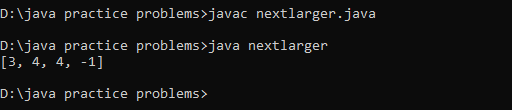 D:\java practice problems>javac nextlarger.java
D:\java practice problems>java nextlarger
[3, 4, 4, -1]
D:\java practice problems>